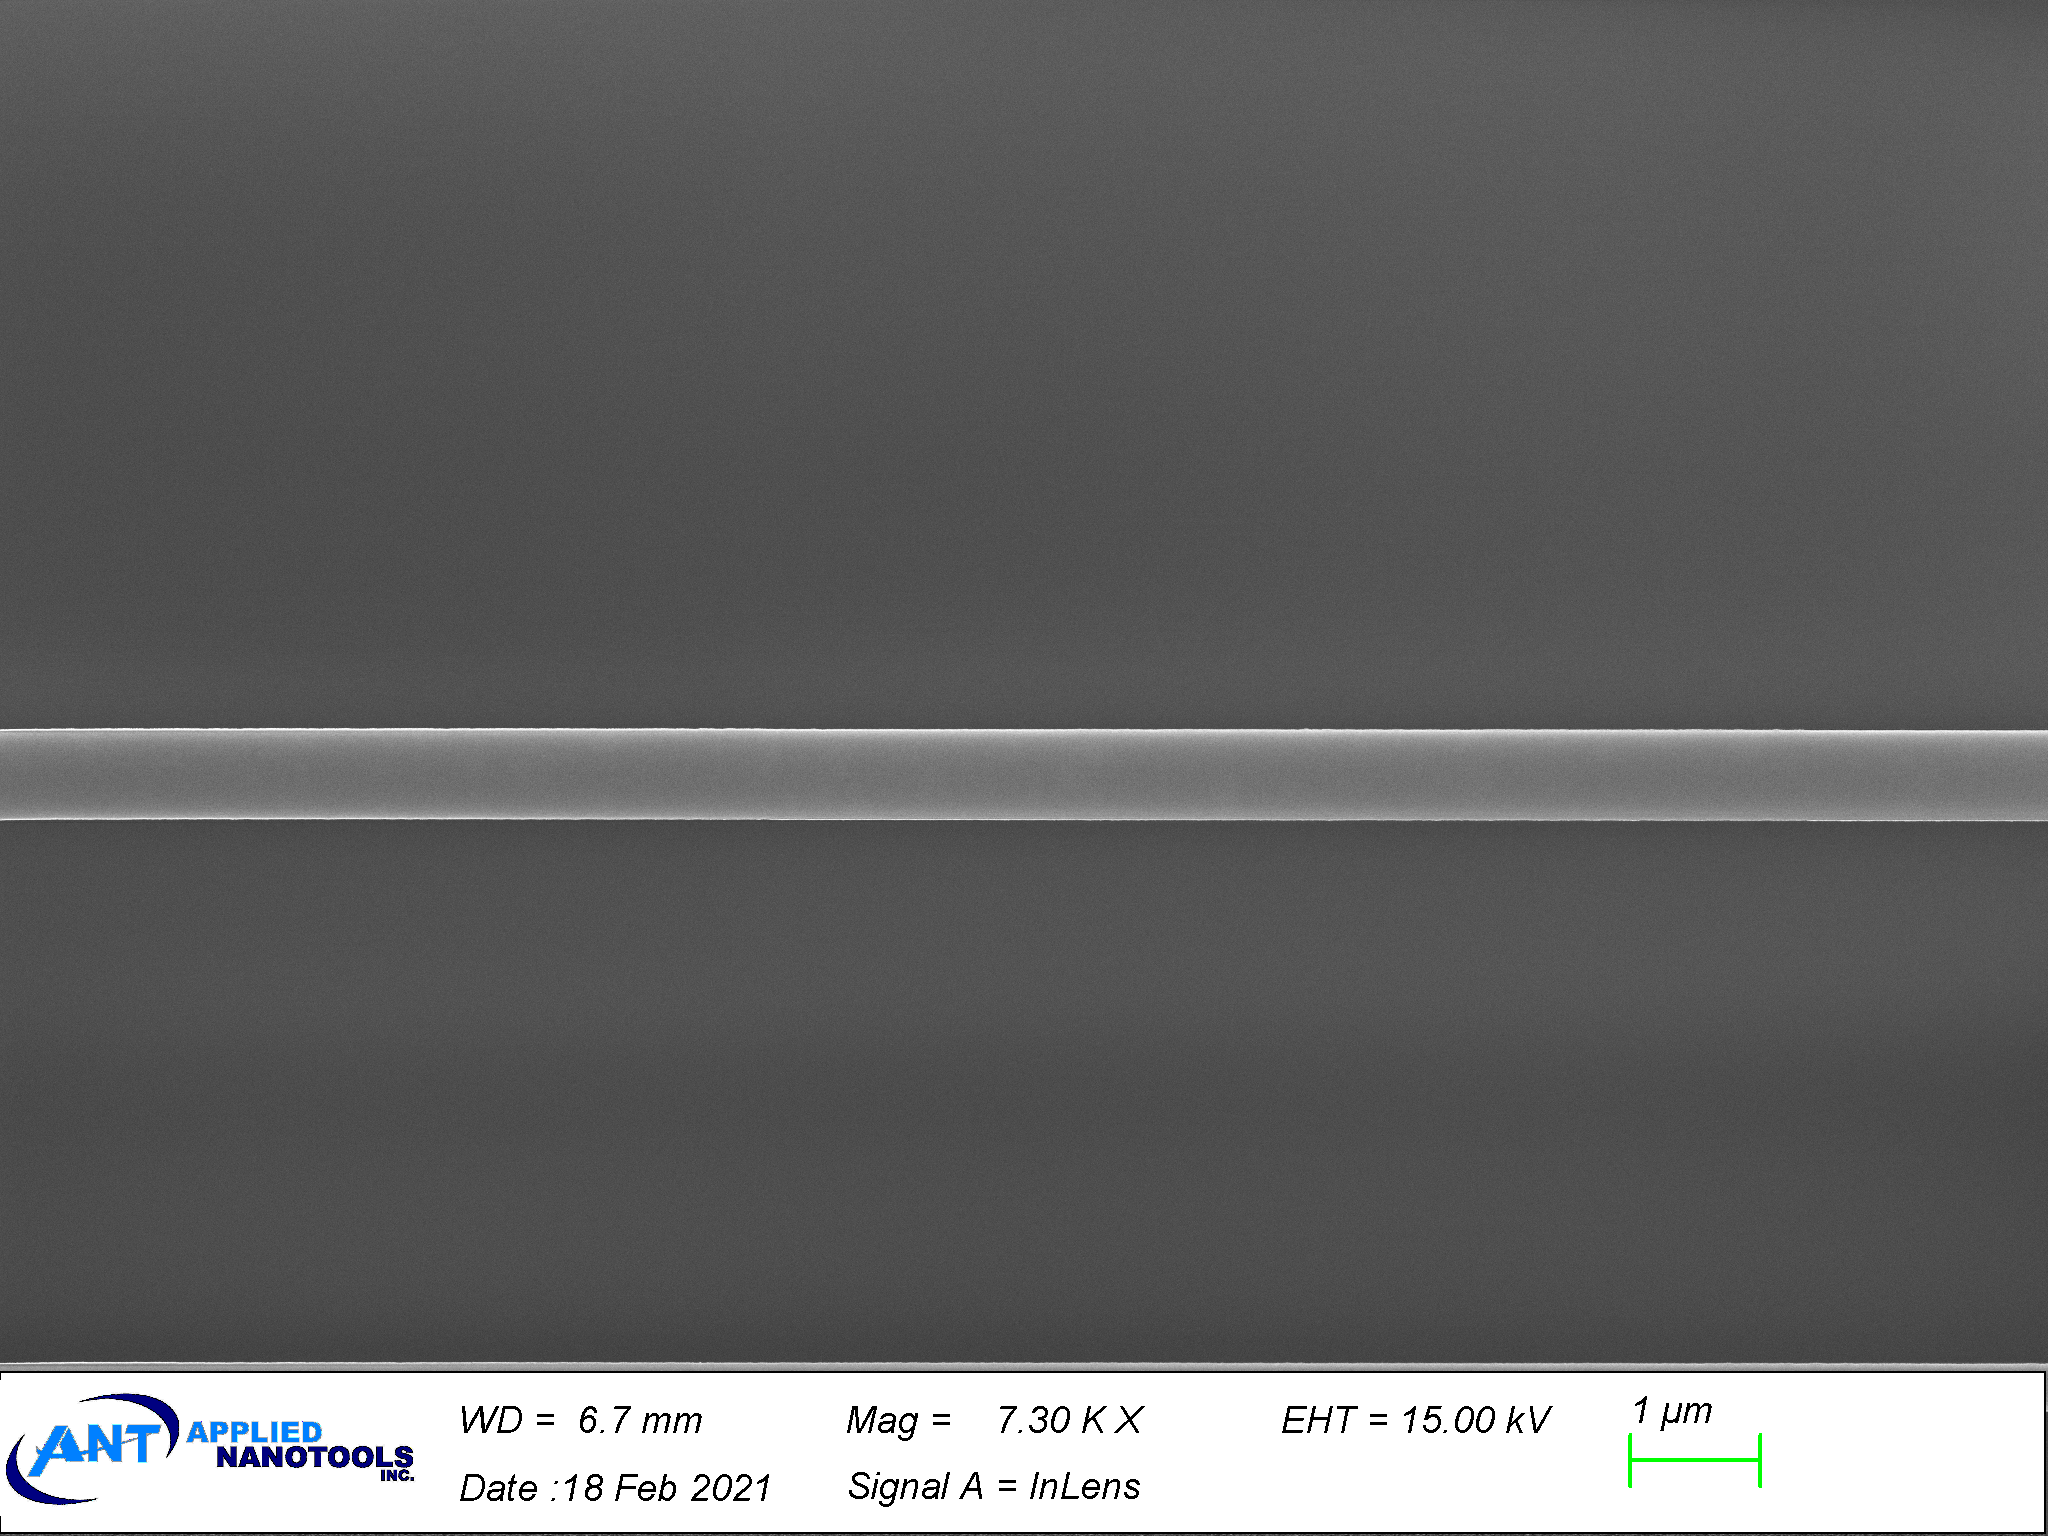 ANT APPLIED
NANOTOOLS
INC.
WD = 6.7 mm
Mag = 7.30 K X
EHT = 15.00 kV
1 µm
Date :18 Feb 2021
Signal A = InLens